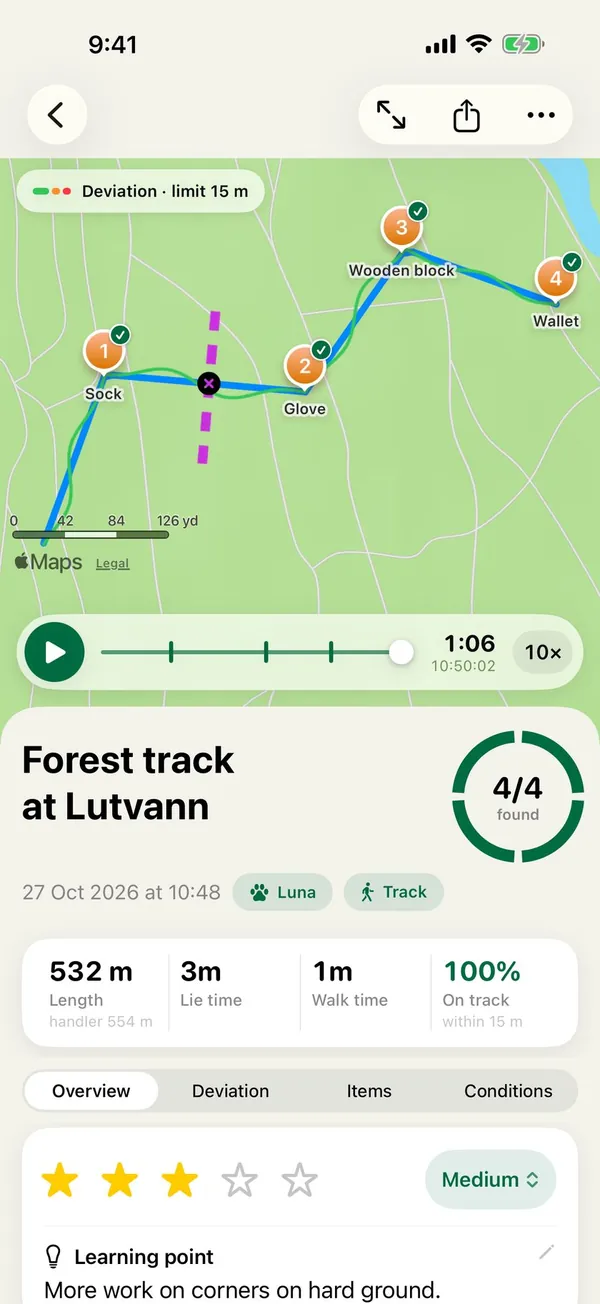 9:41
Deviation · limit 15 m
3
Wooden block
4
Wallet
1
Sock
2
Glove
0 42 84 126 yd
Maps Legal
1:06
10:50:02
10×
Forest track
at Lutvann
4/4
found
27 Oct 2026 at 10:48
Luna
Track
532 m
Length
handler 554 m
3m
Lie time
1m
Walk time
100%
On track
within 15 m
Overview
Deviation
Items
Conditions
Medium
Learning point
More work on corners on hard ground.